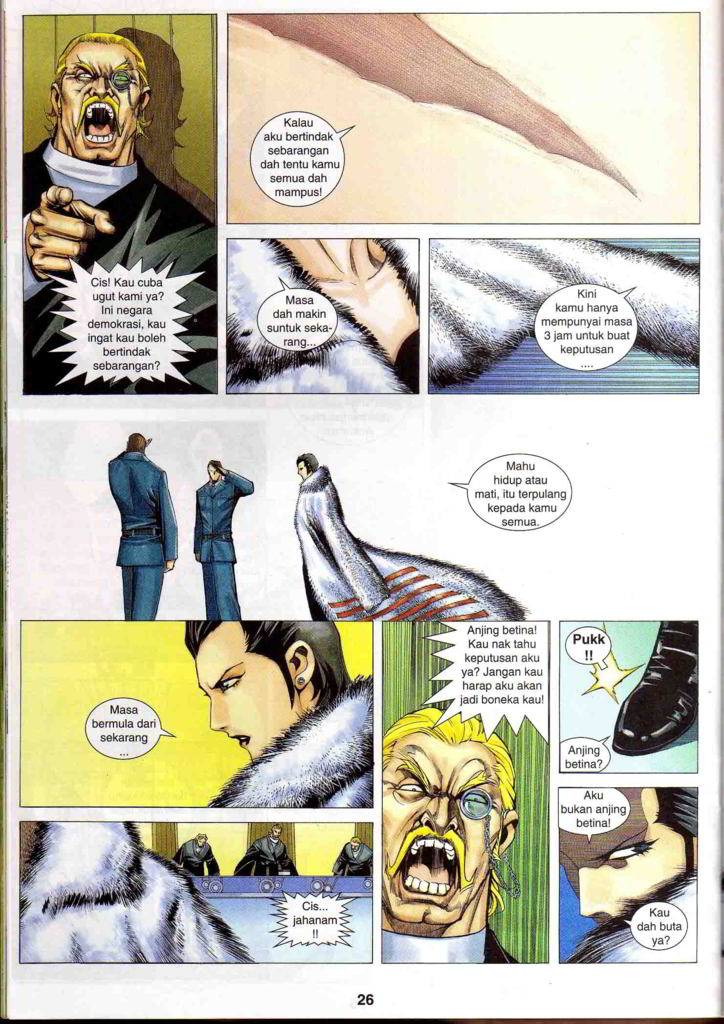 Cis! Kau cuba
ugut kami ya?
Ini negara
demokrasi, kau
ingat kau boleh
bertindak
sebarangan?
Kalau
aku bertindak
sebarangan
dah tentu kamu
semua dah
mampus!
Masa
dah makin
suntuk seka-
rang...
Kini
kamu hanya
mempunyai masa
3 jam untuk buat
keputusan
....
Mahu
hidup atau
mati, itu terpulang
kepada kamu
semua.
Masa
bermula dari
sekarang
...
Anjing betina!
Kau nak tahu
keputusan aku
ya? Jangan kau
harap aku akan
jadi boneka kau!
Pukk
!!
Anjing
betina?
Cis...
jahanam
!!
Aku
bukan anjing
betina!
Kau
dah buta
ya?
26